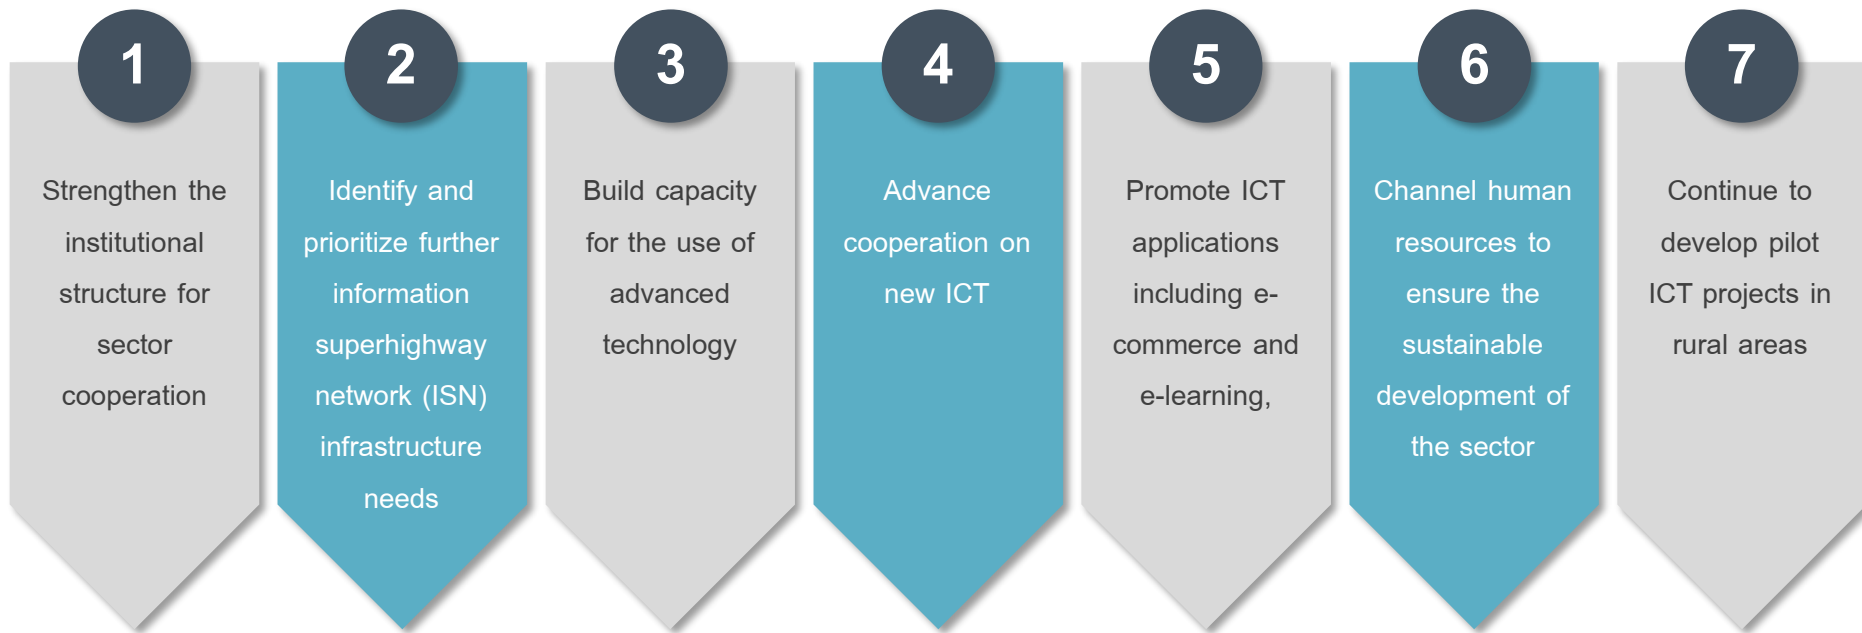 1
Strengthen the
institutional
structure for
sector
cooperation
2
Identify and
prioritize further
information
superhighway
network (ISN)
infrastructure
needs
3
Build capacity
for the use of
advanced
technology
4
Advance
cooperation on
new ICT
5
Promote ICT
applications
including e-
commerce and
e-learning,
6
Channel human
resources to
ensure the
sustainable
development of
the sector
7
Continue to
develop pilot
ICT projects in
rural areas